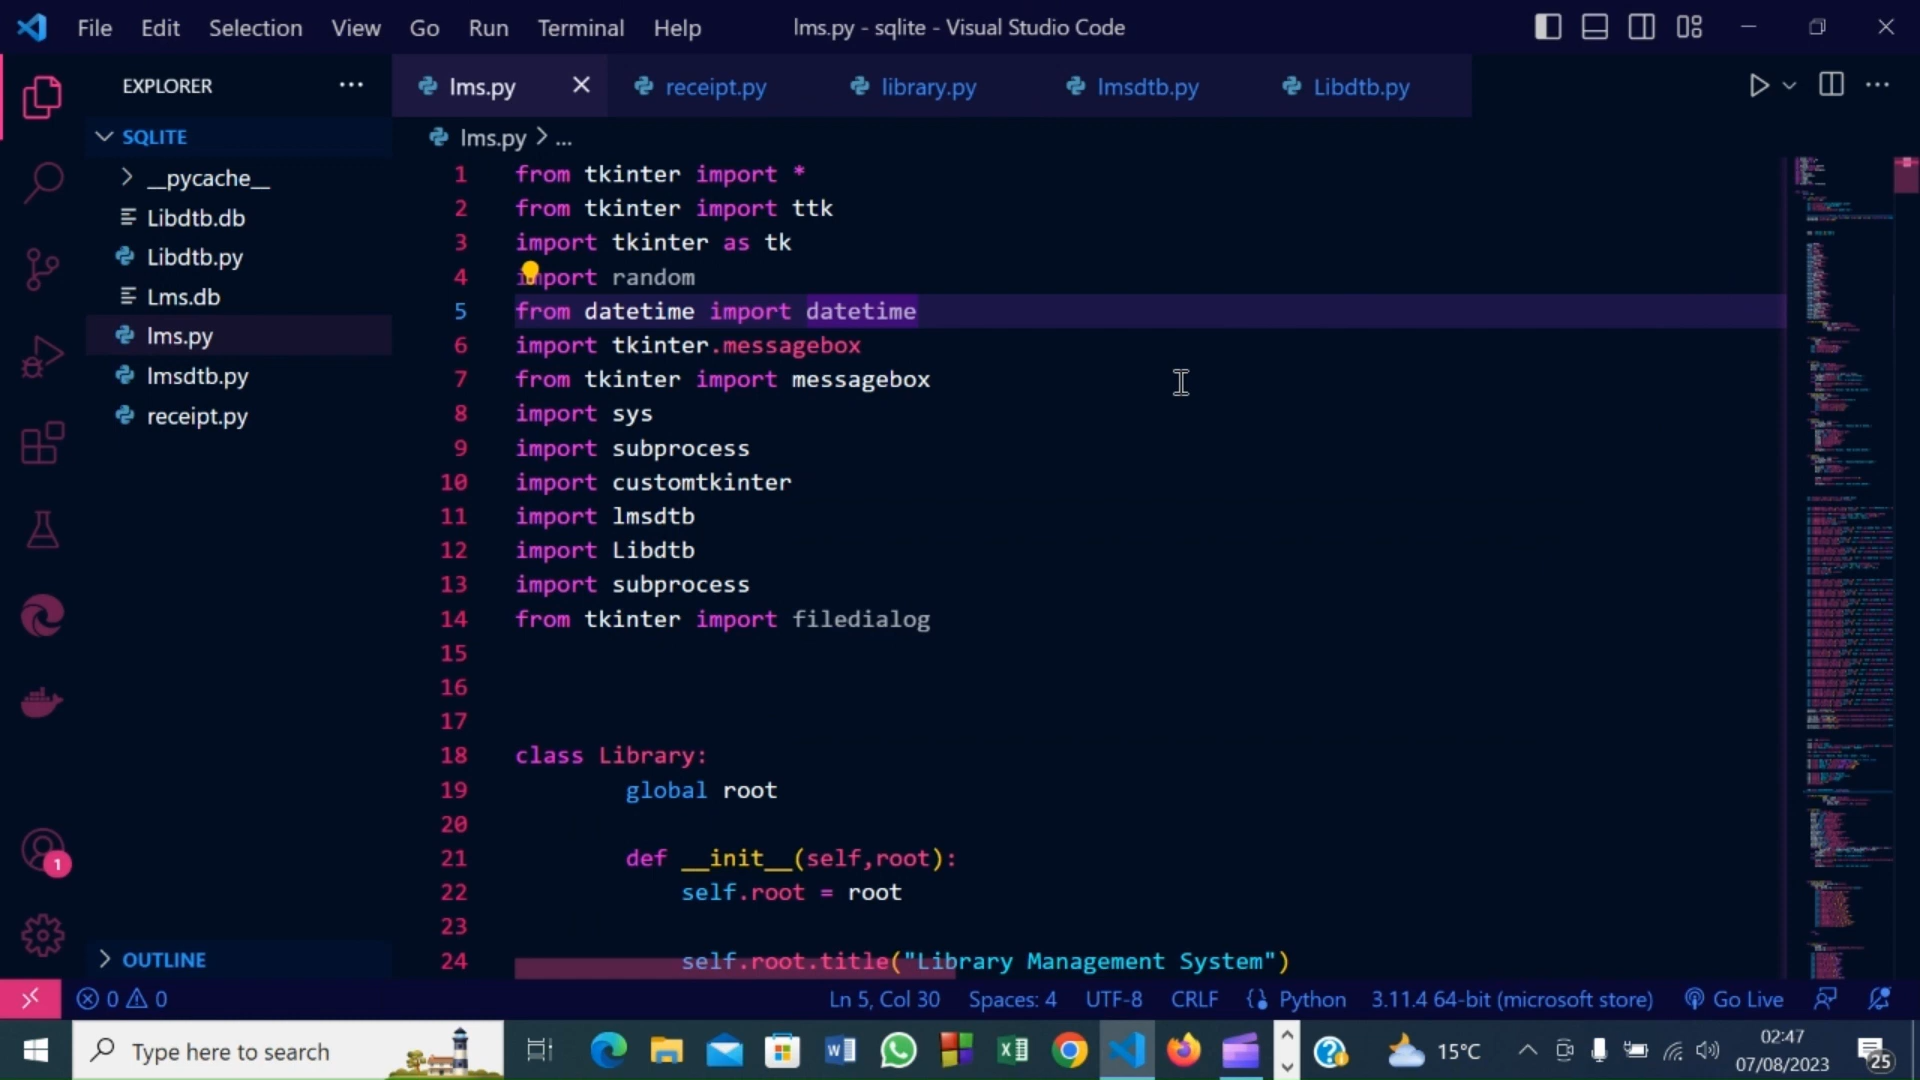 File Edit Selection View Go Run Terminal Help lms.py - sqlite - Visual Studio Code
EXPLORER ...
lms.py receipt.py library.py lmsdtb.py Libdtb.py
SQLITE
__pycache__
Libdtb.db
Libdtb.py
Lms.db
lms.py
lmsdtb.py
receipt.py
OUTLINE
lms.py > ...
1 from tkinter import *
2 from tkinter import ttk
3 import tkinter as tk
4 import random
5 from datetime import datetime
6 import tkinter.messagebox
7 from tkinter import messagebox
8 import sys
9 import subprocess
10 import customtkinter
11 import lmsdtb
12 import Libdtb
13 import subprocess
14 from tkinter import filedialog
15
16
17
18 class Library:
19 global root
20
21 def __init__(self,root):
22 self.root = root
23
24 self.root.title("Library Management System")
1
0 0 Ln 5, Col 30 Spaces: 4 UTF-8 CRLF Python 3.11.4 64-bit (microsoft store) Go Live
Type here to search 15°C 02:47
07/08/2023 25